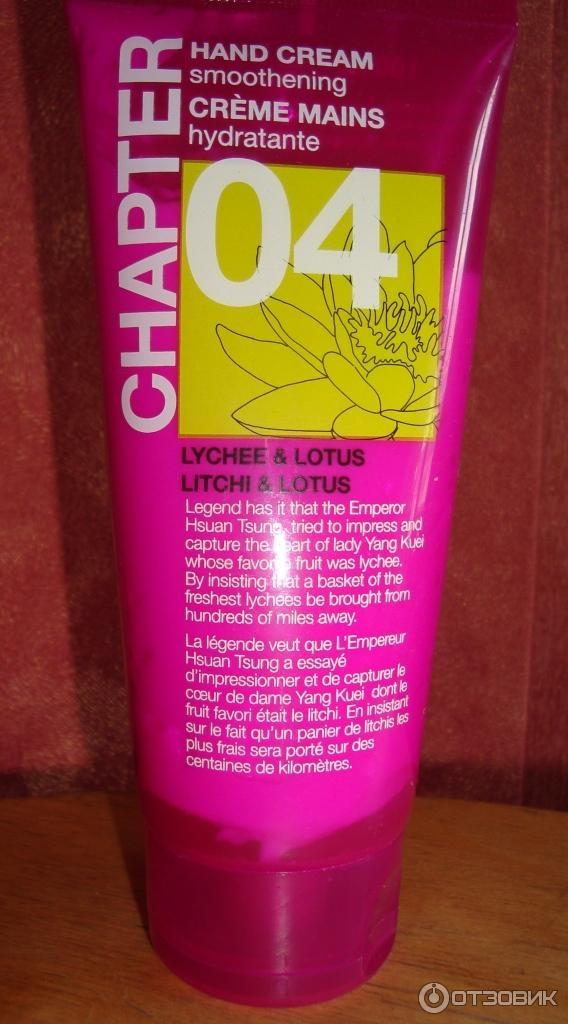 CHAPTER
HAND CREAM
smoothening
CRÈME MAINS
hydratante
04
LYCHEE & LOTUS
LITCHI & LOTUS
Legend has it that the Emperor
Hsuan Tsung, tried to impress and
capture the heart of lady Yang Kuei
whose favorite fruit was lychee.
By insisting that a basket of the
freshest lychees be brought from
hundreds of miles away.
La légende veut que L'Empereur
Hsuan Tsung a essayé
d'impressionner et de capturer le
cœur de dame Yang Kuei dont le
fruit favori était le litchi. En insistant
sur le fait qu'un panier de litchis les
plus frais sera porté sur des
centaines de kilomètres.
ОТЗОВИК